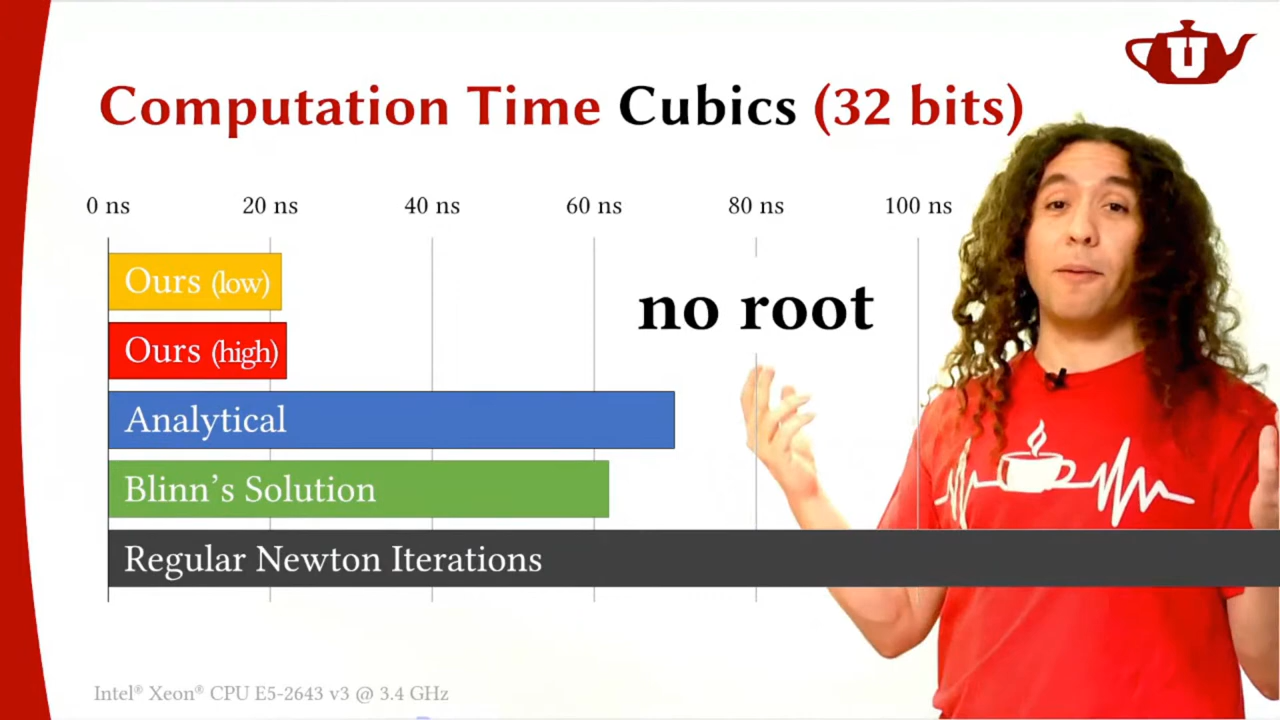 U
Computation Time Cubics (32 bits)
0 ns 20 ns 40 ns 60 ns 80 ns 100 ns
Ours (low)
no root
Ours (high)
Analytical
Blinn's Solution
Regular Newton Iterations
Intel® Xeon® CPU E5-2643 v3 @ 3.4 GHz